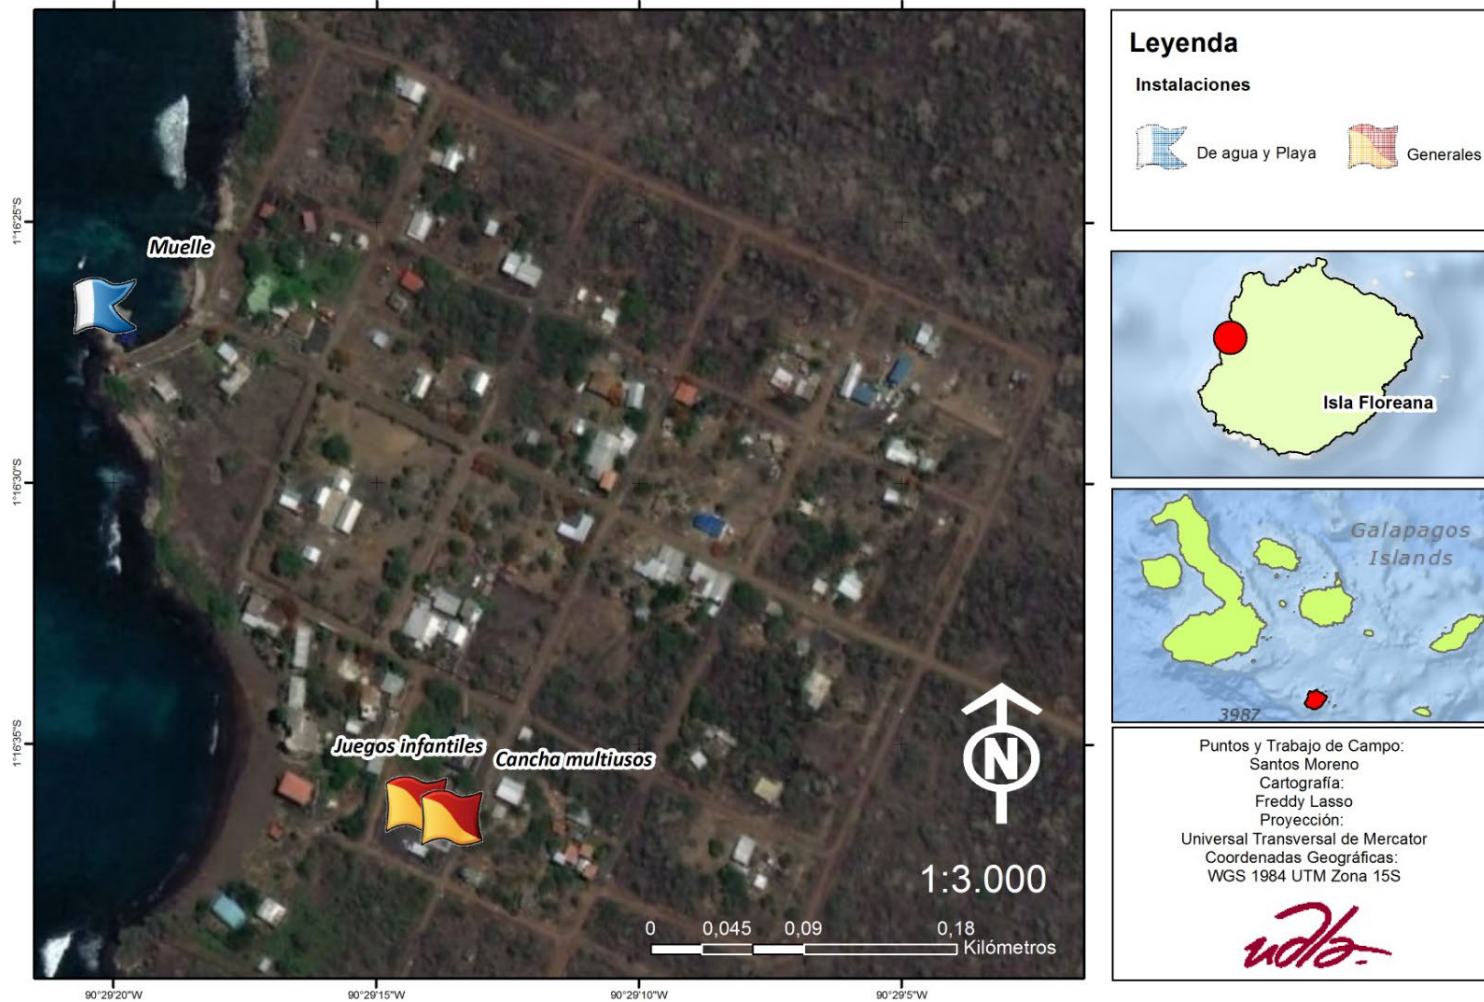 Leyenda
Instalaciones
De agua y Playa
Generales
Muelle
Juegos infantiles
Cancha multiusos
N
1:3.000
0 0,045 0,09 0,18
Kilómetros
1°16'25"S
1°16'30"S
1°16'35"S
90°29'20"W 90°29'15"W 90°29'10"W 90°29'5"W
Isla Floreana
Galapagos
Islands
3987
Puntos y Trabajo de Campo:
Santos Moreno
Cartografía:
Freddy Lasso
Proyección:
Universal Transversal de Mercator
Coordenadas Geográficas:
WGS 1984 UTM Zona 15S
udla-